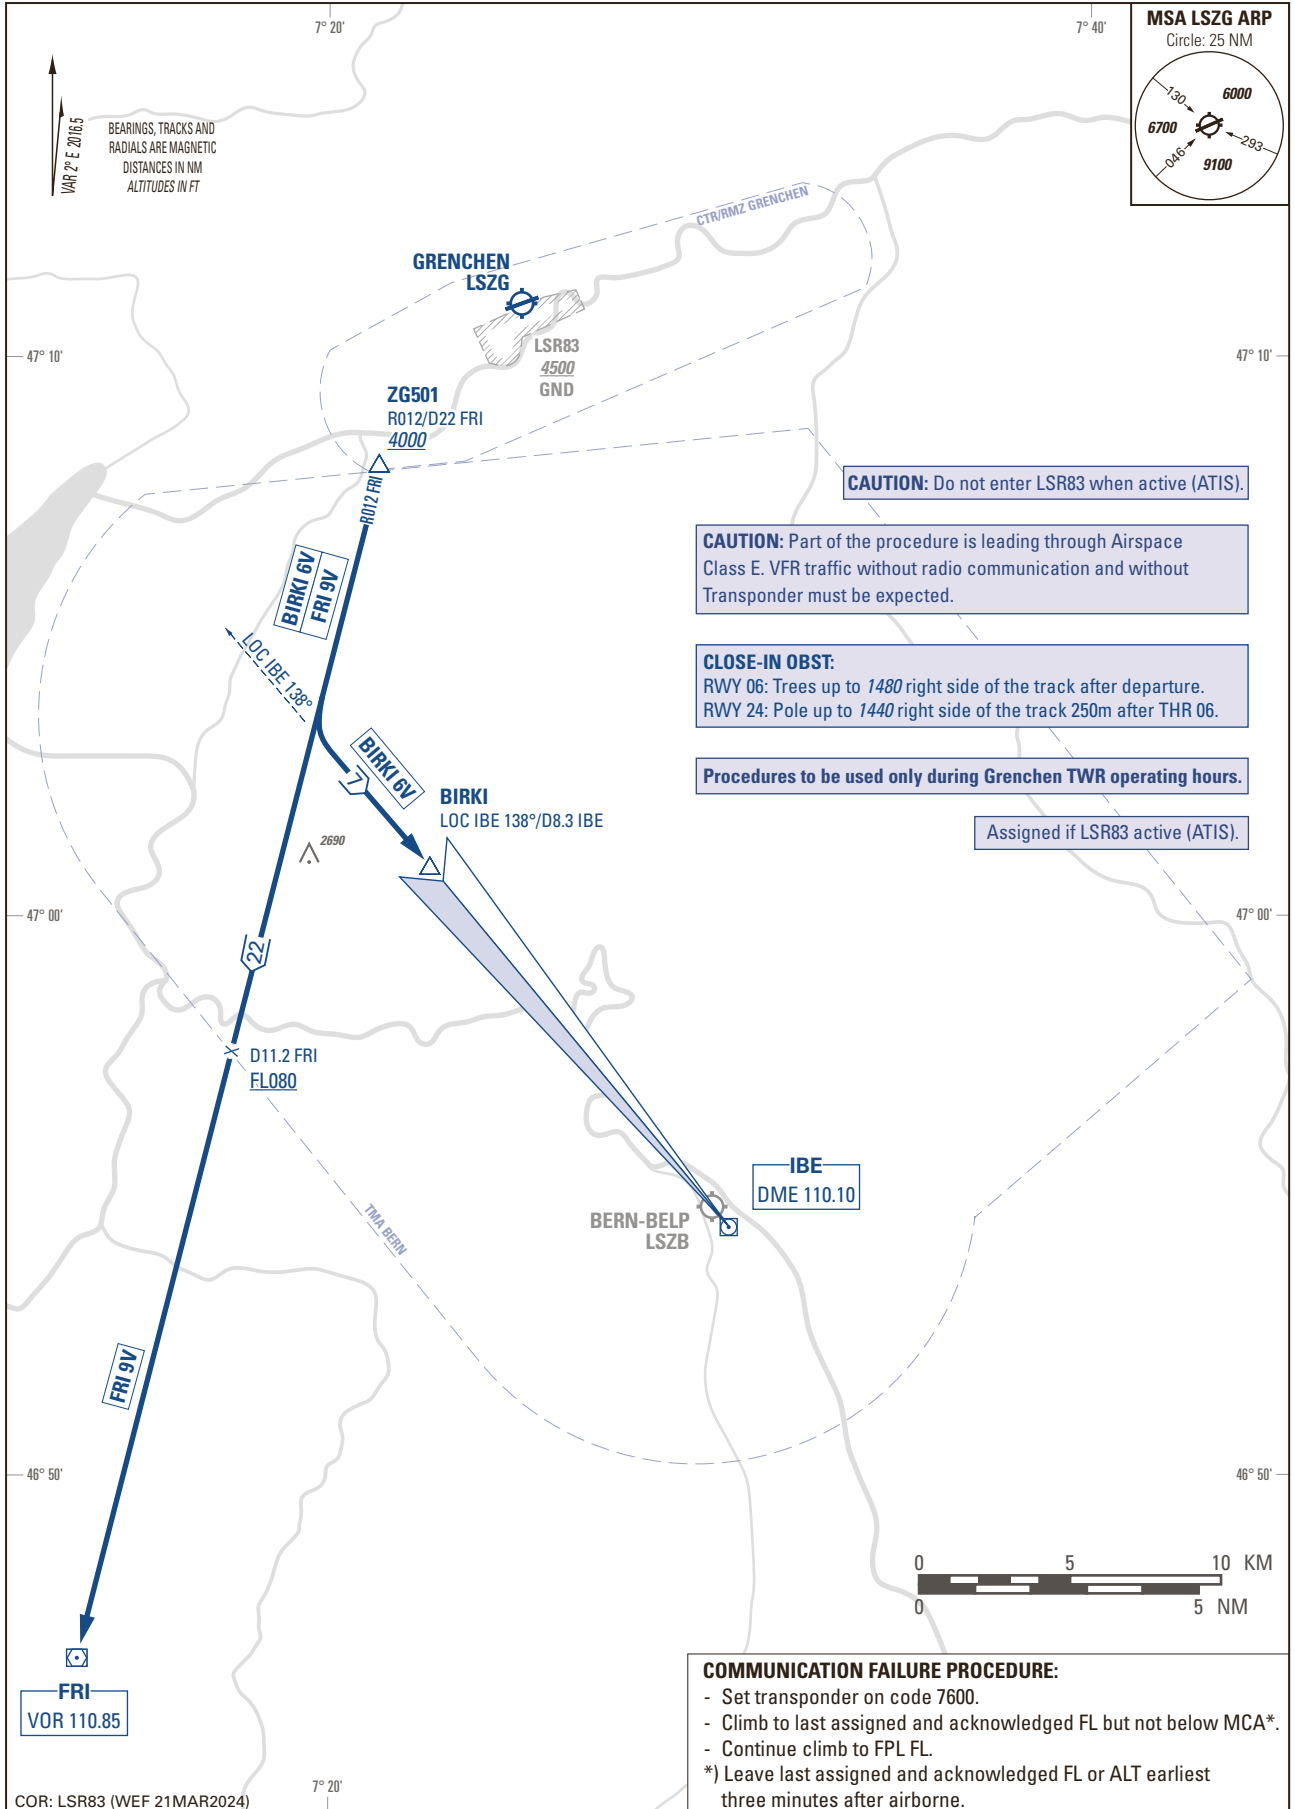 7° 20'
7° 40'
MSA LSZG ARP
Circle: 25 NM
130
6000
6700
293
046
9100
VAR 2° E 2016.5
BEARINGS, TRACKS AND
RADIALS ARE MAGNETIC
DISTANCES IN NM
ALTITUDES IN FT
CTR/RMZ GRENCHEN
GRENCHEN
LSZG
LSR83
4500
GND
47° 10'
47° 10'
ZG501
R012/D22 FRI
4000
R012 FRI
CAUTION: Do not enter LSR83 when active (ATIS).
CAUTION: Part of the procedure is leading through Airspace
Class E. VFR traffic without radio communication and without
Transponder must be expected.
BIRKI 6V
FRI 9V
LOC IBE 138°
CLOSE-IN OBST:
RWY 06: Trees up to 1480 right side of the track after departure.
RWY 24: Pole up to 1440 right side of the track 250m after THR 06.
BIRKI 6V
7
Procedures to be used only during Grenchen TWR operating hours.
BIRKI
LOC IBE 138°/D8.3 IBE
Assigned if LSR83 active (ATIS).
2690
47° 00'
47° 00'
22
D11.2 FRI
FL080
IBE
DME 110.10
BERN-BELP
LSZB
TMA BERN
FRI 9V
46° 50'
46° 50'
0 5 10 KM
0 5 NM
FRI
VOR 110.85
COMMUNICATION FAILURE PROCEDURE:
- Set transponder on code 7600.
- Climb to last assigned and acknowledged FL but not below MCA*.
- Continue climb to FPL FL.
*) Leave last assigned and acknowledged FL or ALT earliest
three minutes after airborne.
7° 20'
COR: LSR83 (WEF 21MAR2024)